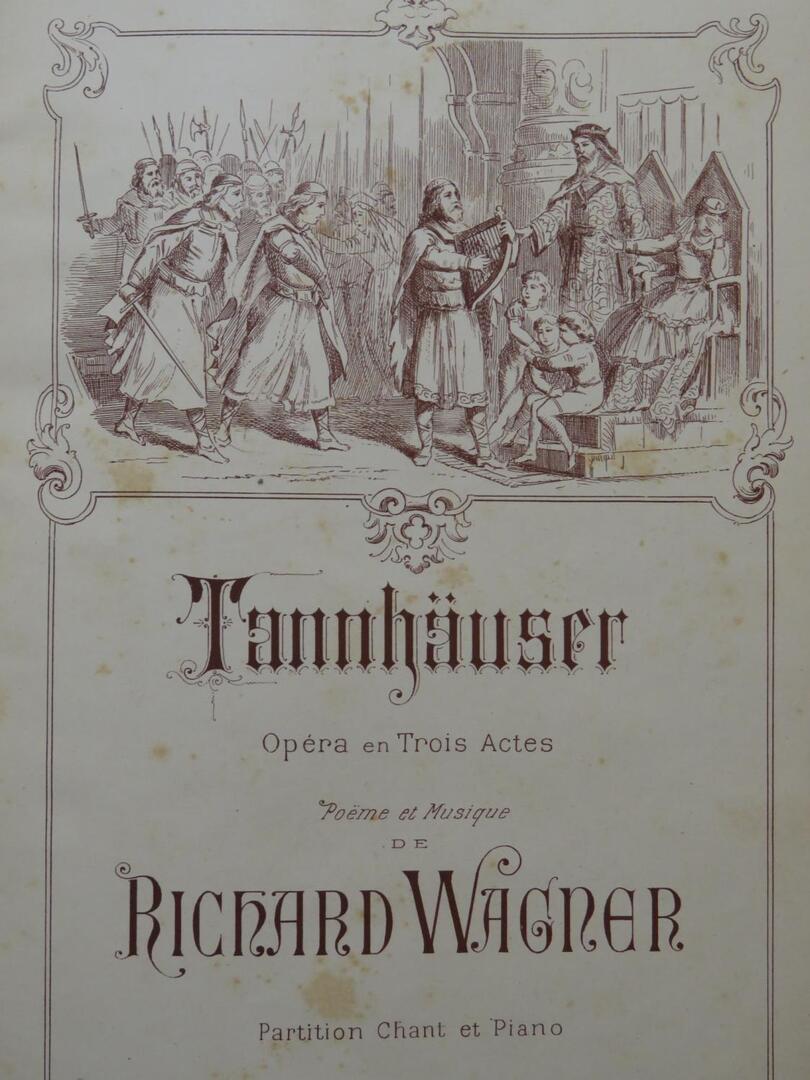 Tannhäuser
Opéra en Trois Actes
Poëme et Musique
DE
RICHARD WAGNER
Partition Chant et Piano